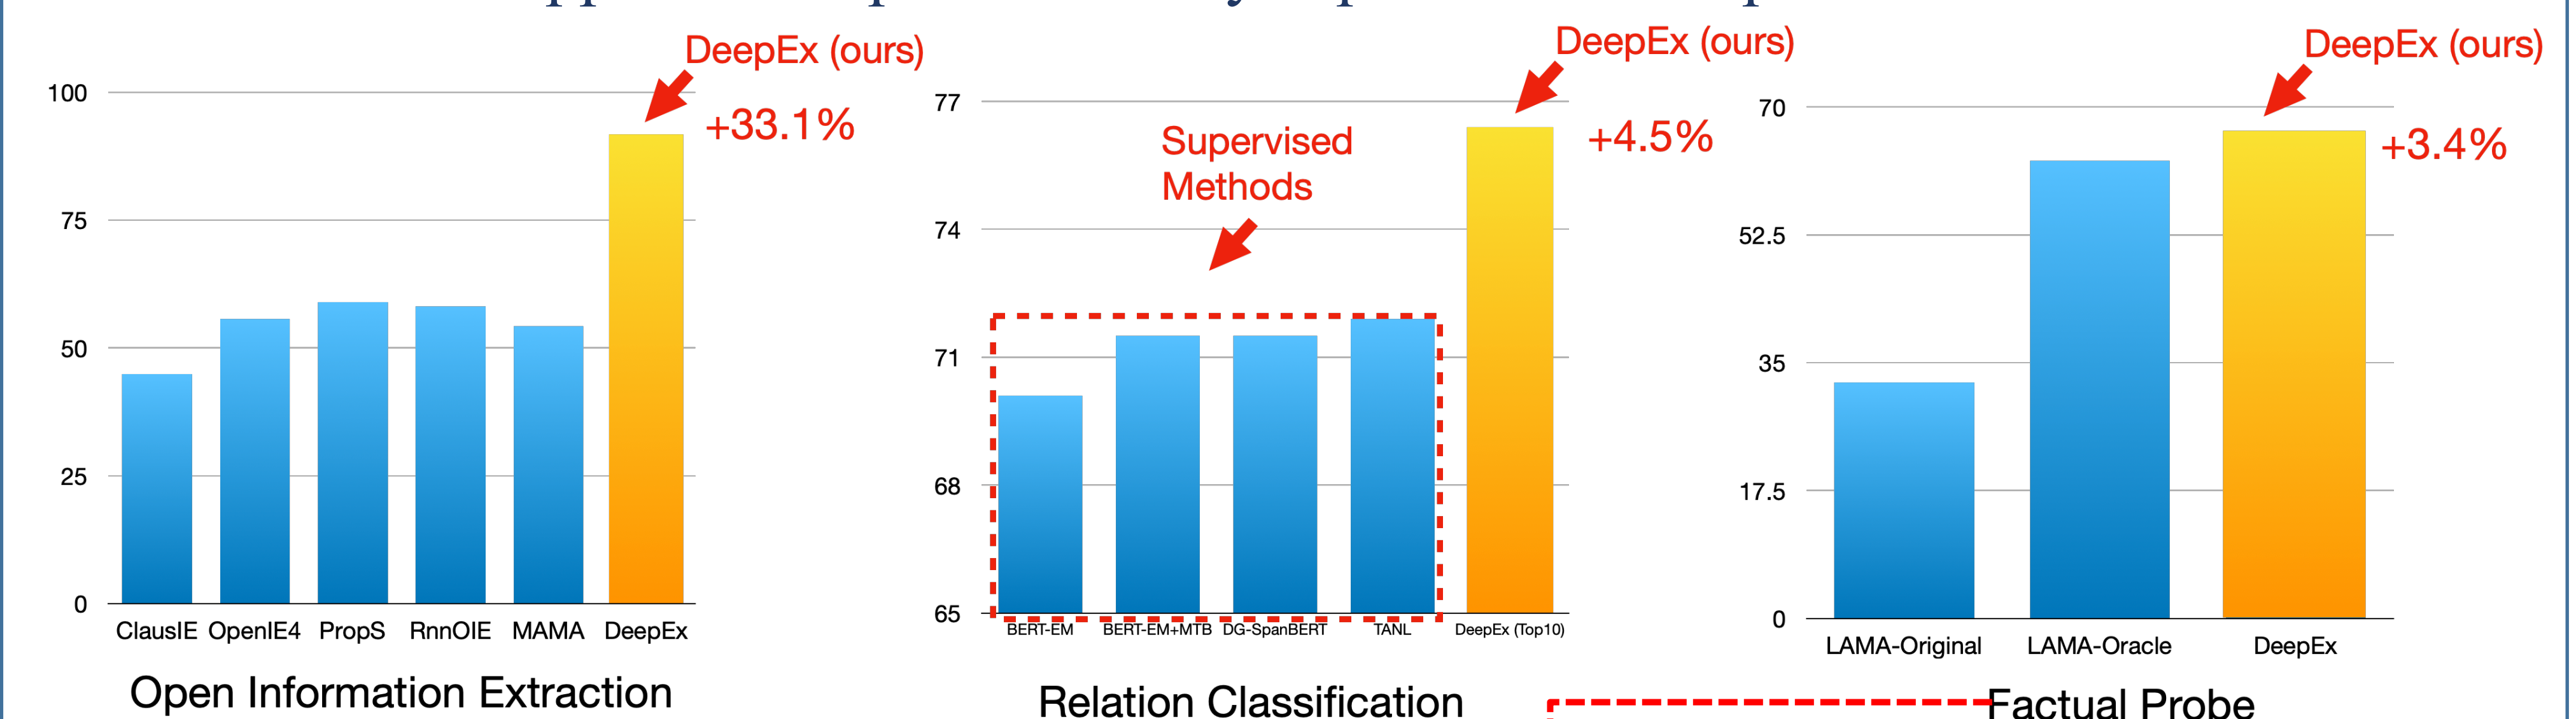 DeepEx (ours)
+33.1%
100
75
50
25
0
ClausIE OpenIE4 PropS RnnOIE MAMA DeepEx
Open Information Extraction
DeepEx (ours)
+4.5%
Supervised
Methods
77
74
71
68
65
BERT-EM BERT-EM+MTB DG-SpanBERT TANL DeepEx (Top10)
Relation Classification
DeepEx (ours)
+3.4%
70
52.5
35
17.5
0
LAMA-Original LAMA-Oracle DeepEx
Factual Probe